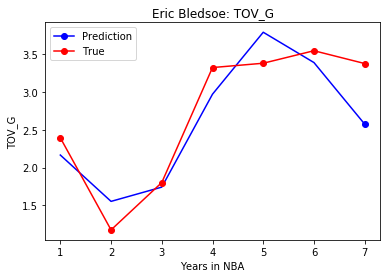 Eric Bledsoe: TOV_G
Prediction
True
3.5
3.0
2.5
2.0
1.5
TOV_G
1 2 3 4 5 6 7
Years in NBA